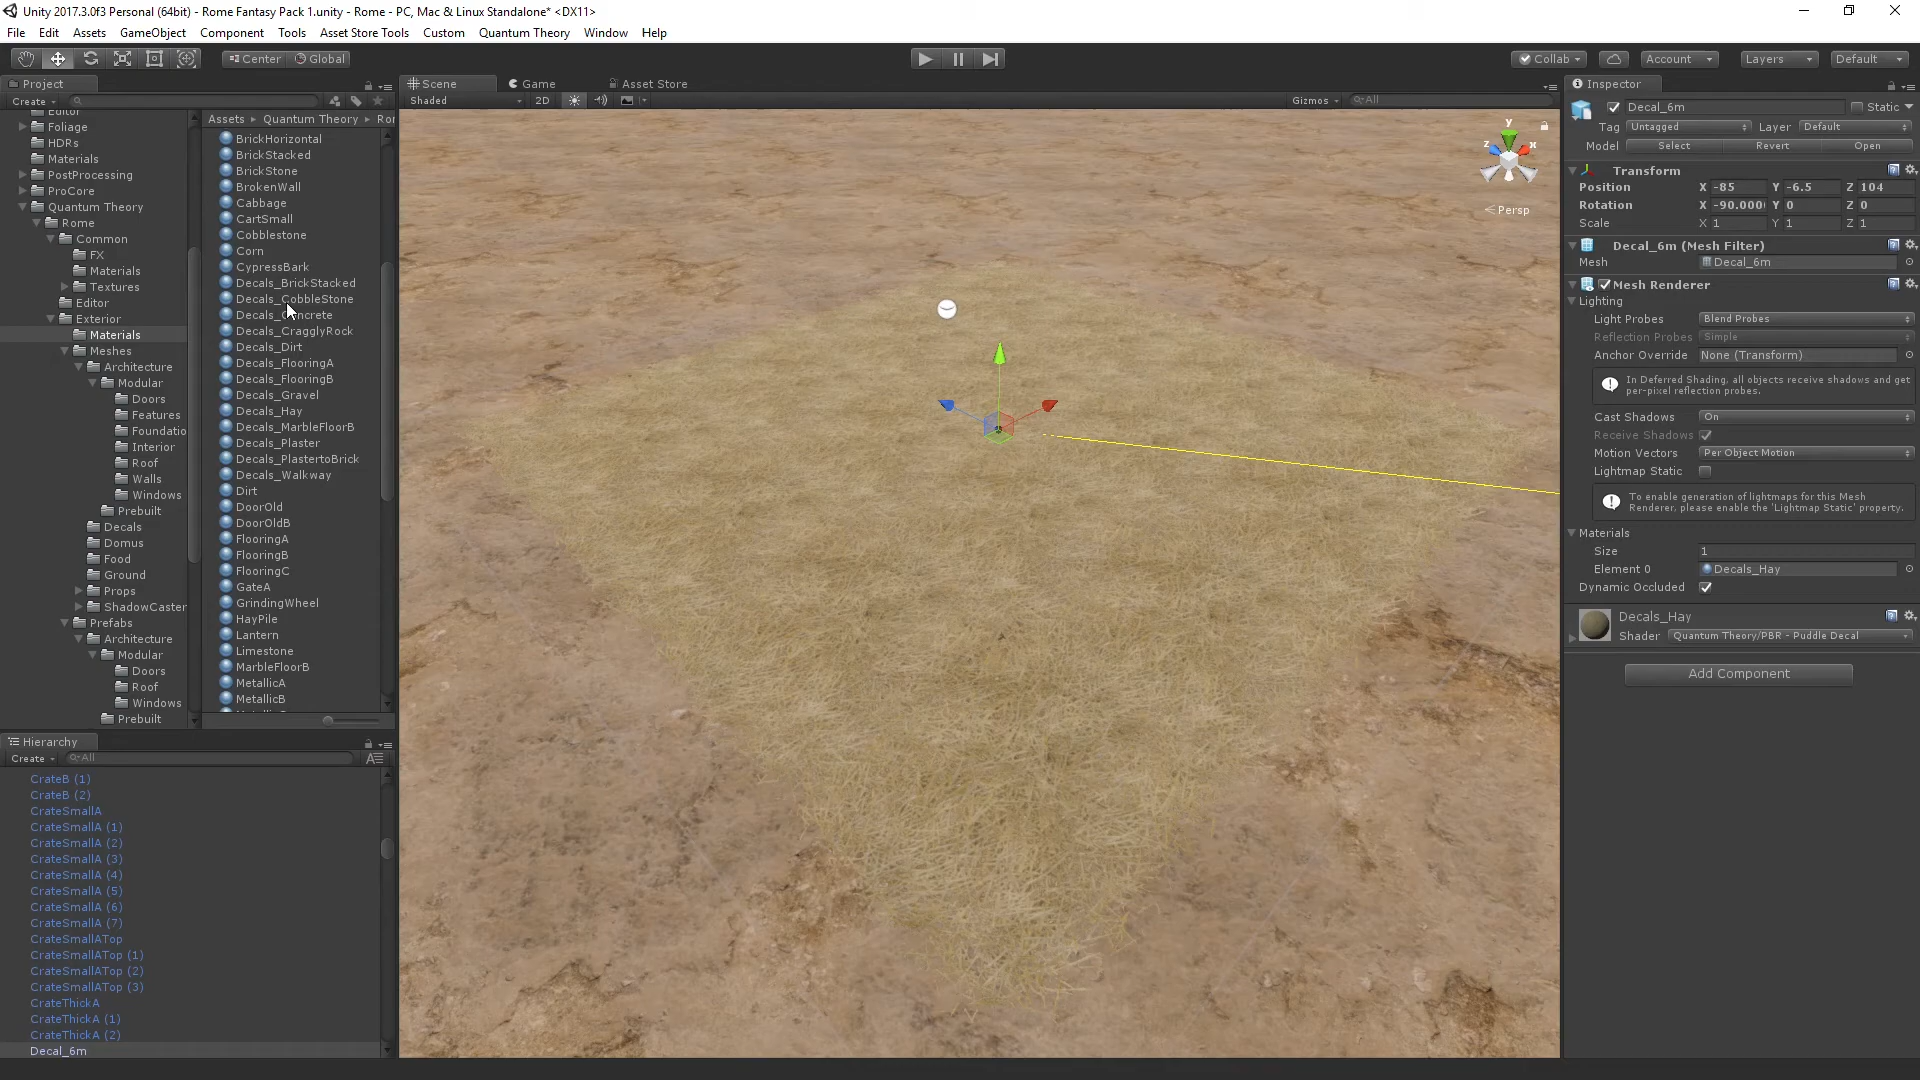 Unity 2017.3.0f3 Personal (64bit) - Rome Fantasy Pack 1.unity - Rome - PC, Mac & Linux Standalone* <DX11>
File Edit Assets GameObject Component Tools Asset Store Tools Custom Quantum Theory Window Help
Center Global Collab Account Layers Default
Project
Create
Editor
Foliage
HDRs
Materials
PostProcessing
ProCore
Quantum Theory
Rome
Common
FX
Materials
Textures
Editor
Exterior
Materials
Meshes
Architecture
Modular
Doors
Features
Foundatio
Interior
Roof
Walls
Windows
Prebuilt
Decals
Domus
Food
Ground
Props
ShadowCaster
Prefabs
Architecture
Modular
Doors
Roof
Windows
Prebuilt
Assets Quantum Theory Ror
BrickHorizontal
BrickStacked
BrickStone
BrokenWall
Cabbage
CartSmall
Cobblestone
Corn
CypressBark
Decals_BrickStacked
Decals_CobbleStone
Decals_Concrete
Decals_CragglyRock
Decals_Dirt
Decals_FlooringA
Decals_FlooringB
Decals_Gravel
Decals_Hay
Decals_MarbleFloorB
Decals_Plaster
Decals_PlastertoBrick
Decals_Walkway
Dirt
DoorOld
DoorOldB
FlooringA
FlooringB
FlooringC
GateA
GrindingWheel
HayPile
Lantern
Limestone
MarbleFloorB
MetallicA
MetallicB
Hierarchy
Create All
CrateB (1)
CrateB (2)
CrateSmallA
CrateSmallA (1)
CrateSmallA (2)
CrateSmallA (3)
CrateSmallA (4)
CrateSmallA (5)
CrateSmallA (6)
CrateSmallA (7)
CrateSmallATop
CrateSmallATop (1)
CrateSmallATop (2)
CrateSmallATop (3)
CrateThickA
CrateThickA (1)
CrateThickA (2)
Decal_6m
Scene Game Asset Store
Shaded 2D Gizmos All
y
z x
Persp
Inspector
Decal_6m Static
Tag Untagged Layer Default
Model Select Revert Open
Transform
Position X -85 Y -6.5 Z 104
Rotation X -90.000 Y 0 Z 0
Scale X 1 Y 1 Z 1
Decal_6m (Mesh Filter)
Mesh Decal_6m
Mesh Renderer
Lighting
Light Probes Blend Probes
Reflection Probes Simple
Anchor Override None (Transform)
In Deferred Shading, all objects receive shadows and get
per-pixel reflection probes.
Cast Shadows On
Receive Shadows
Motion Vectors Per Object Motion
Lightmap Static
To enable generation of lightmaps for this Mesh
Renderer, please enable the 'Lightmap Static' property.
Materials
Size 1
Element 0 Decals_Hay
Dynamic Occluded
Decals_Hay
Shader Quantum Theory/PBR - Puddle Decal
Add Component